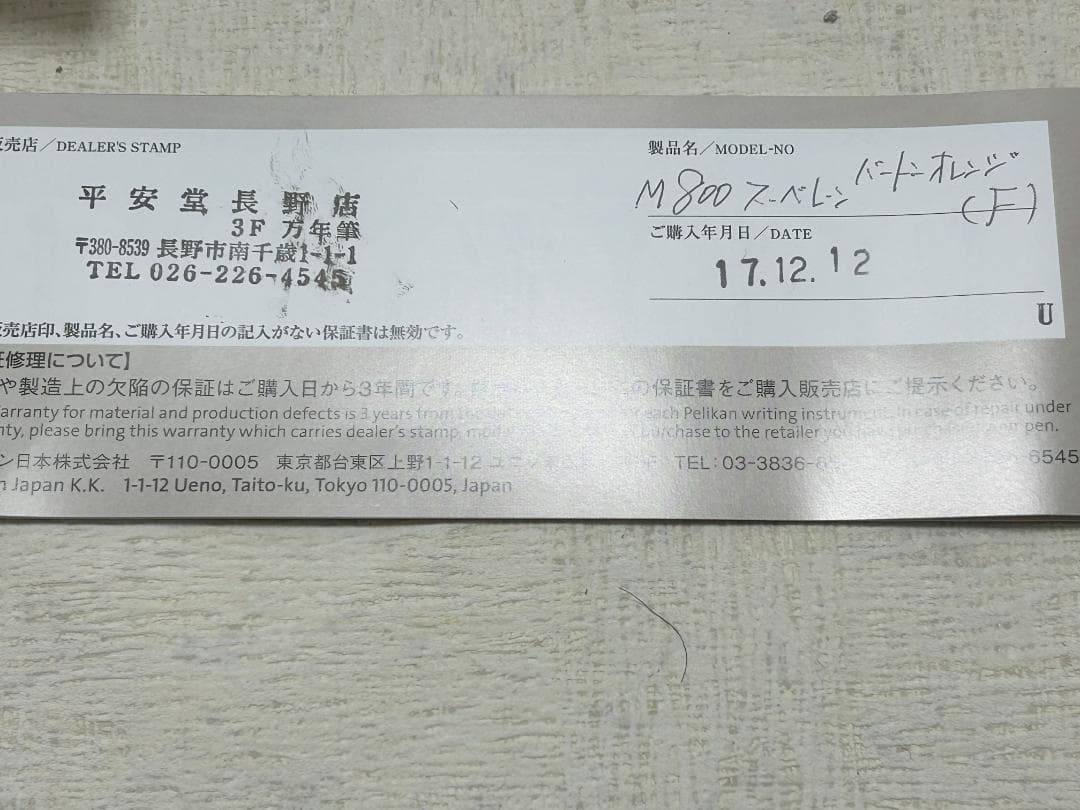 売店／DEALER'S STAMP
平安堂長野店
3F 万年筆
〒380-8539 長野市南千歳1-1-1
TEL 026-226-4545
製品名／MODEL-NO
M800 スーベレーン バーントオレンジ
(F)
ご購入年月日／DATE
17.12.12
U
売店印、製品名、ご購入年月日の記入がない保証書は無効です。
修理について】
や製造上の欠陥の保証はご購入日から3年間です。 の保証書をご購入販売店にご提示ください。
arranty for material and production defects is 3 years from each Pelikan writing instrument. In case of repair under
nty, please bring this warranty which carries dealer's stamp, to the retailer you pen.
ン日本株式会社 〒110-0005 東京都台東区上野1-1-12 TEL: 03-3836-6545
n Japan K.K. 1-1-12 Ueno, Taito-ku, Tokyo 110-0005, Japan